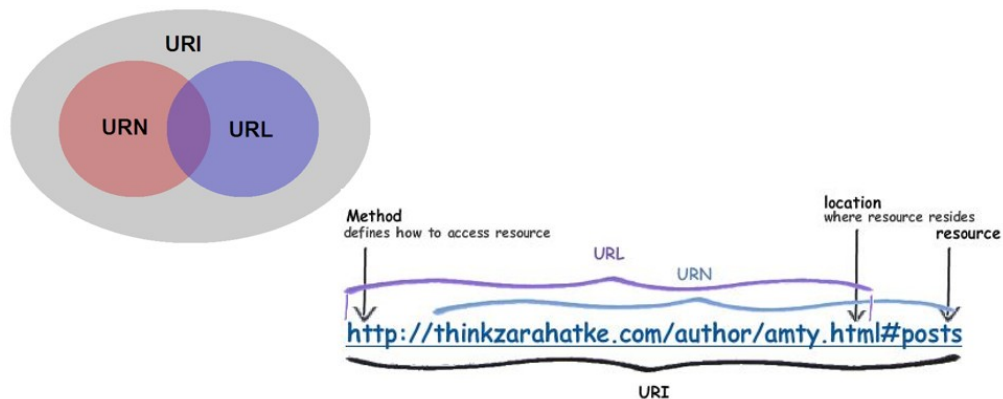 URI
URN
URL
Method
defines how to access resource
location
where resource resides
resource
URL
URN
http://thinkzarahatke.com/author/amty.html#posts
URI